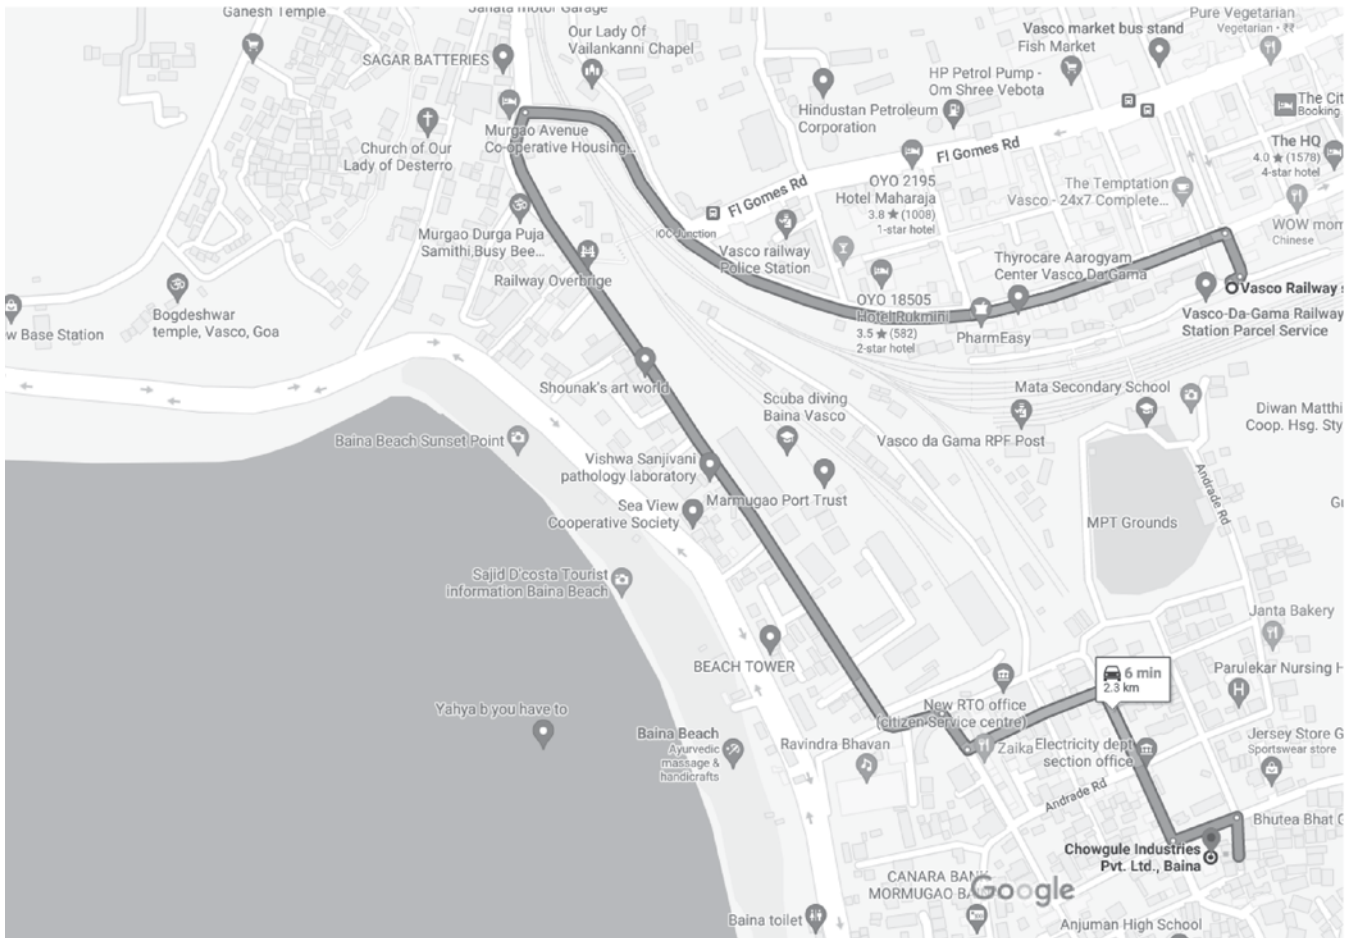 Ganesh Temple
Janata Motor Garage
Pure Vegetarian
Vegetarian · ₹₹
SAGAR BATTERIES
Our Lady Of
Vailankanni Chapel
Vasco market bus stand
Fish Market
HP Petrol Pump -
Om Shree Vebota
Hindustan Petroleum
Corporation
The Cit
Booking
Church of Our
Lady of Desterro
Murgao Avenue
Co-operative Housing...
FI Gomes Rd
The HQ
4.0 ★ (1578)
4-star hotel
OYO 2195
Hotel Maharaja
3.8 ★ (1008)
1-star hotel
The Temptation
Vasco - 24x7 Complete...
FI Gomes Rd
IOC Junction
WOW mom
Chinese
Murgao Durga Puja
Samithi,Busy Bee...
Vasco railway
Police Station
Thyrocare Aarogyam
Center Vasco Da Gama
Railway Overbrige
OYO 18505
Hotel Rukmini
3.5 ★ (582)
2-star hotel
Vasco Railway s
Vasco-Da-Gama Railway
Station Parcel Service
w Base Station
Bogdeshwar
temple, Vasco, Goa
PharmEasy
Shounak's art world
Mata Secondary School
Scuba diving
Baina Vasco
Diwan Matthi
Coop. Hsg. Sty
Baina Beach Sunset Point
Vasco da Gama RPF Post
Vishwa Sanjivani
pathology laboratory
Andrade Rd
Marmugao Port Trust
Sea View
Cooperative Society
MPT Grounds
Sajid D'costa Tourist
information Baina Beach
Janta Bakery
BEACH TOWER
6 min
2.3 km
Parulekar Nursing H
Yahya b you have to
New RTO office
(citizen Service centre)
Baina Beach
Ayurvedic
massage &
handicrafts
Ravindra Bhavan
Zaika
Electricity dept
section office
Jersey Store G
Sportswear store
Andrade Rd
Bhutea Bhat
Chowgule Industries
Pvt. Ltd., Baina
CANARA BANK
MORMUGAO
Google
Baina toilet
Anjuman High School